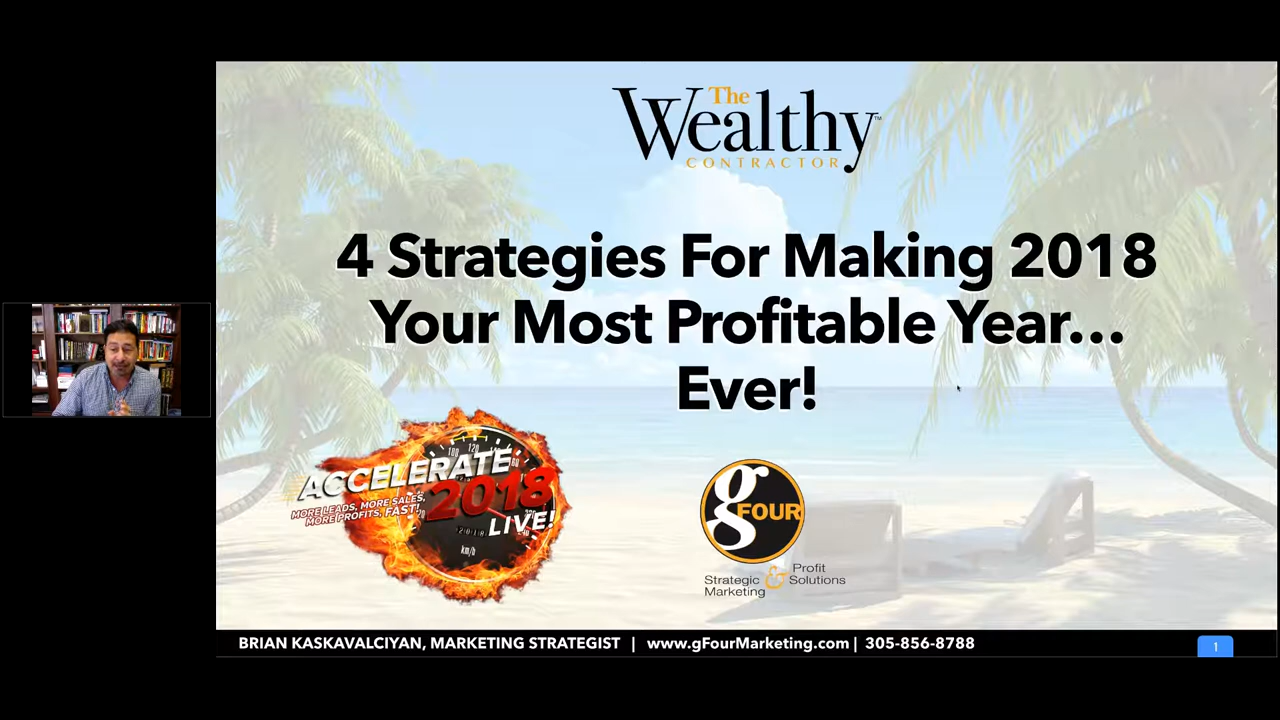 The
Wealthy™
CONTRACTOR
4 Strategies For Making 2018
Your Most Profitable Year...
Ever!
ACCELERATE
2018
MORE LEADS, MORE SALES,
MORE PROFITS, FAST!
LIVE!
km/h
g FOUR
Strategic & Profit
Marketing Solutions
BRIAN KASKAVALCIYAN, MARKETING STRATEGIST | www.gFourMarketing.com | 305-856-8788
1